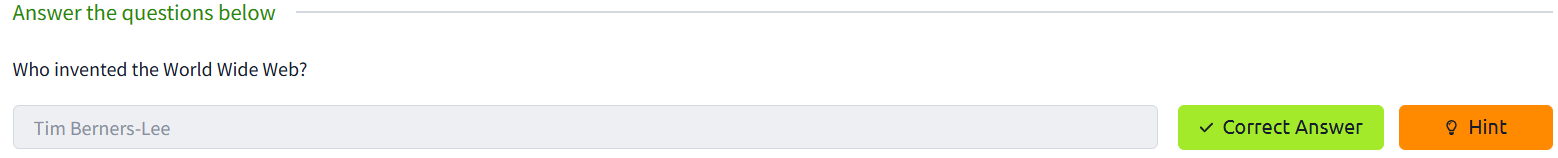 Answer the questions below
Who invented the World Wide Web?
Tim Berners-Lee
Correct Answer
Hint